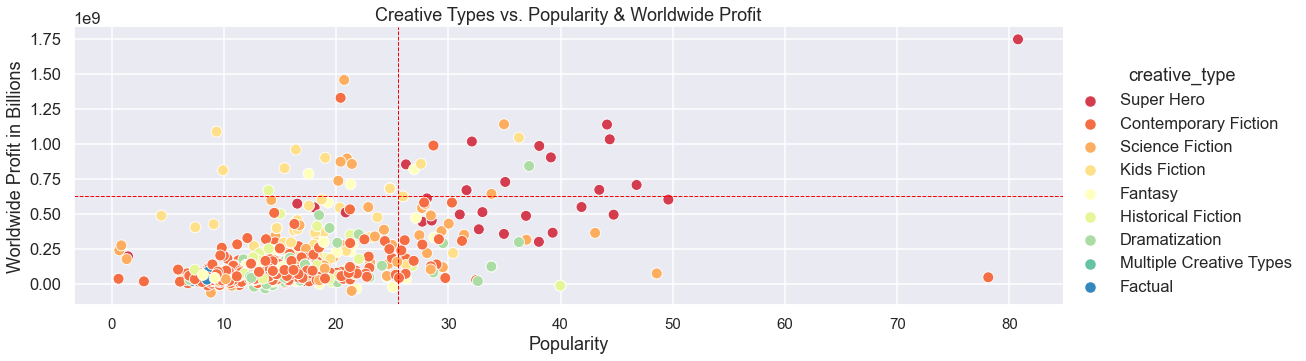 Creative Types vs. Popularity & Worldwide Profit
1e9
1.75
1.50
1.25
1.00
0.75
0.50
0.25
0.00
Worldwide Profit in Billions
0 10 20 30 40 50 60 70 80
Popularity
creative_type
Super Hero
Contemporary Fiction
Science Fiction
Kids Fiction
Fantasy
Historical Fiction
Dramatization
Multiple Creative Types
Factual